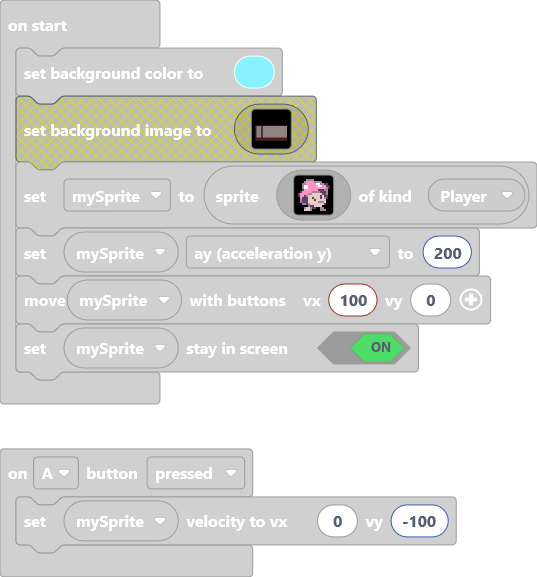 on start
set background color to
set background image to
set mySprite to sprite of kind Player
set mySprite ay (acceleration y) to 200
move mySprite with buttons vx 100 vy 0
set mySprite stay in screen ON
on A button pressed
set mySprite velocity to vx 0 vy -100